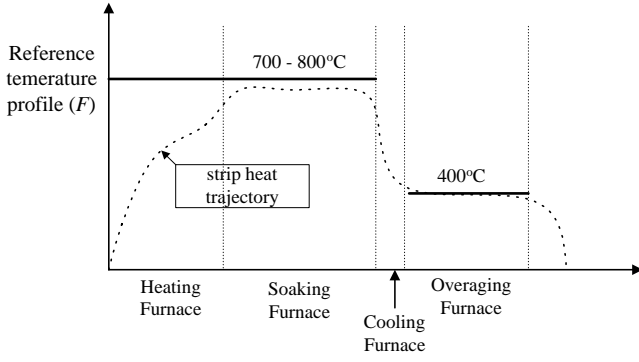 Reference
temerature
profile (F)
700 - 800°C
strip heat
trajectory
400°C
Heating
Furnace
Soaking
Furnace
Cooling
Furnace
Overaging
Furnace